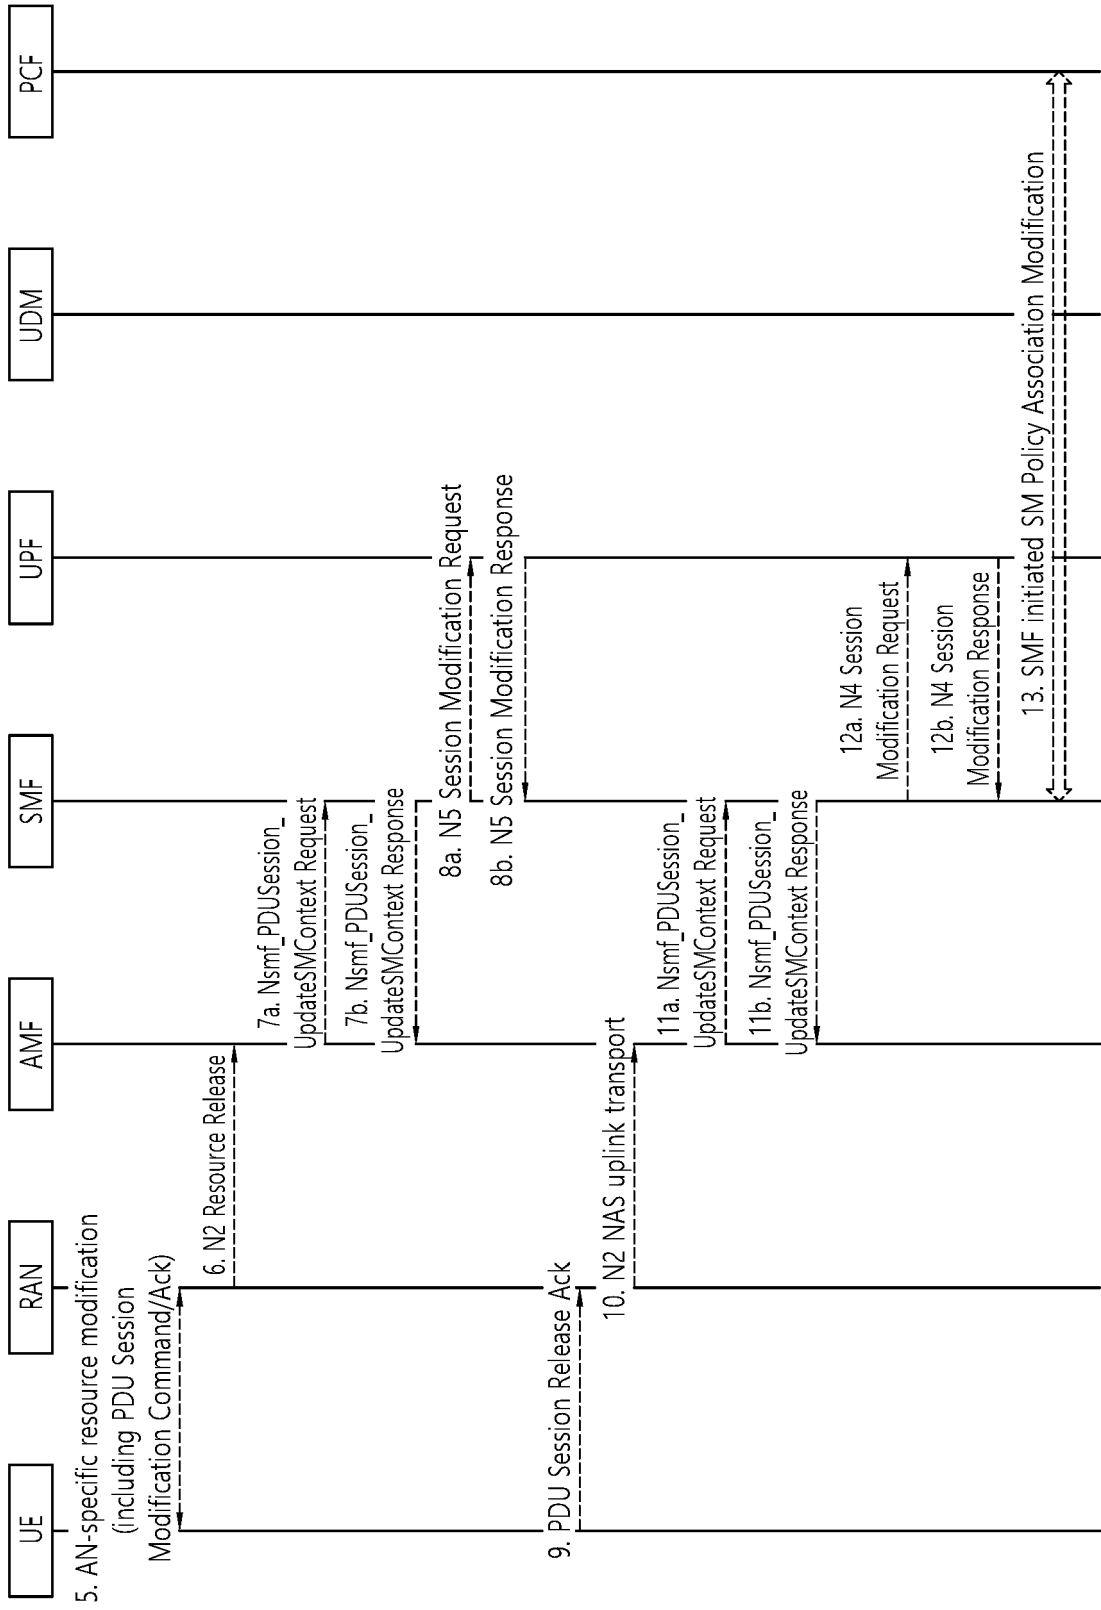 UE
RAN
AMF
SMF
UPF
UDM
PCF
5. AN-specific resource modification
(including PDU Session
Modification Command/Ack)
6. N2 Resource Release
7a. Nsmf_PDUSession_
UpdateSMContext Request
7b. Nsmf_PDUSession_
UpdateSMContext Response
8a. N5 Session Modification Request
8b. N5 Session Modification Response
9. PDU Session Release Ack
10. N2 NAS uplink transport
11a. Nsmf_PDUSession_
UpdateSMContext Request
11b. Nsmf_PDUSession_
UpdateSMContext Response
12a. N4 Session
Modification Request
12b. N4 Session
Modification Response
13. SMF initiated SM Policy Association Modification